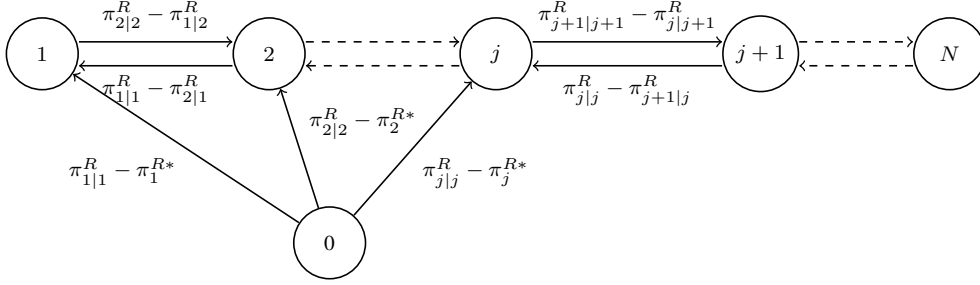 π^R_{2|2} − π^R_{1|2}
π^R_{j+1|j+1} − π^R_{j|j+1}
1
2
j
j + 1
N
π^R_{1|1} − π^R_{2|1}
π^R_{j|j} − π^R_{j+1|j}
π^R_{2|2} − π^{R*}_2
π^R_{1|1} − π^{R*}_1
π^R_{j|j} − π^{R*}_j
0